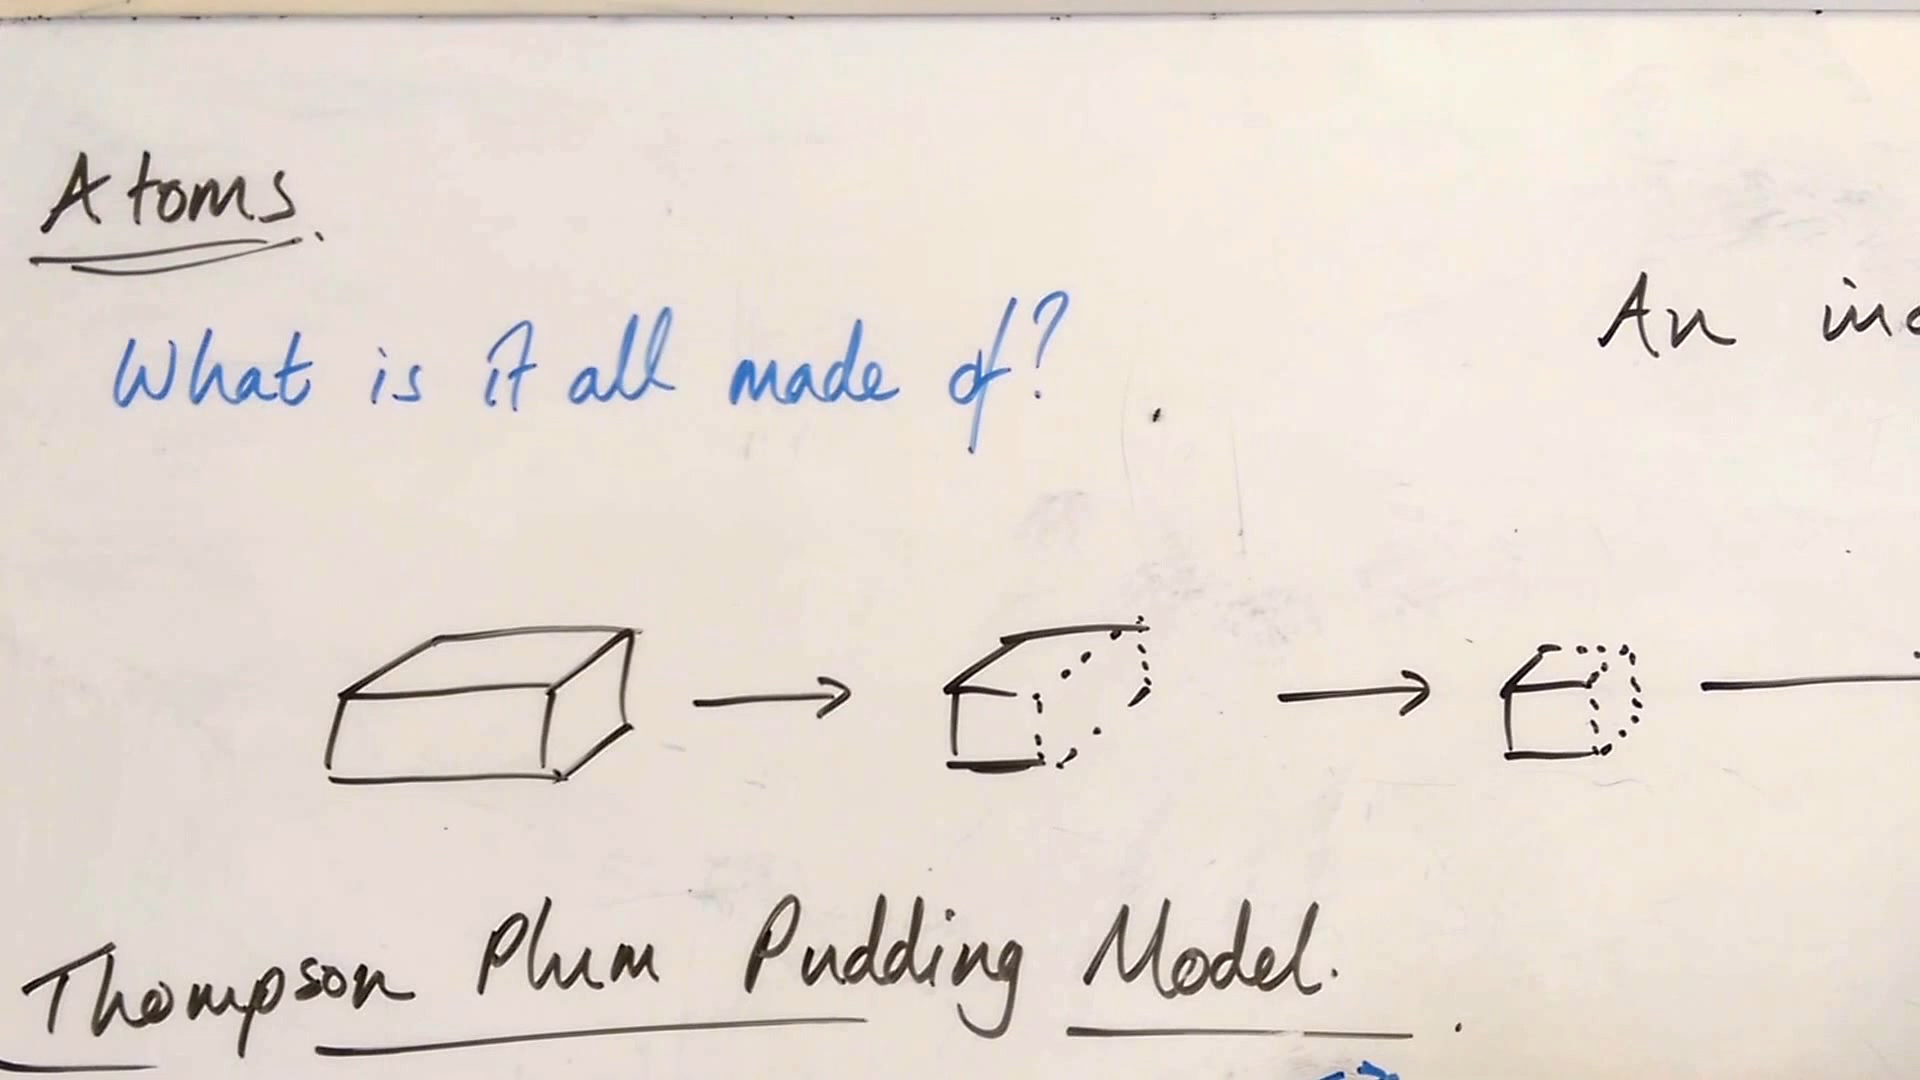 Atoms.
What is it all made of?
An
Thompson Plum Pudding Model.